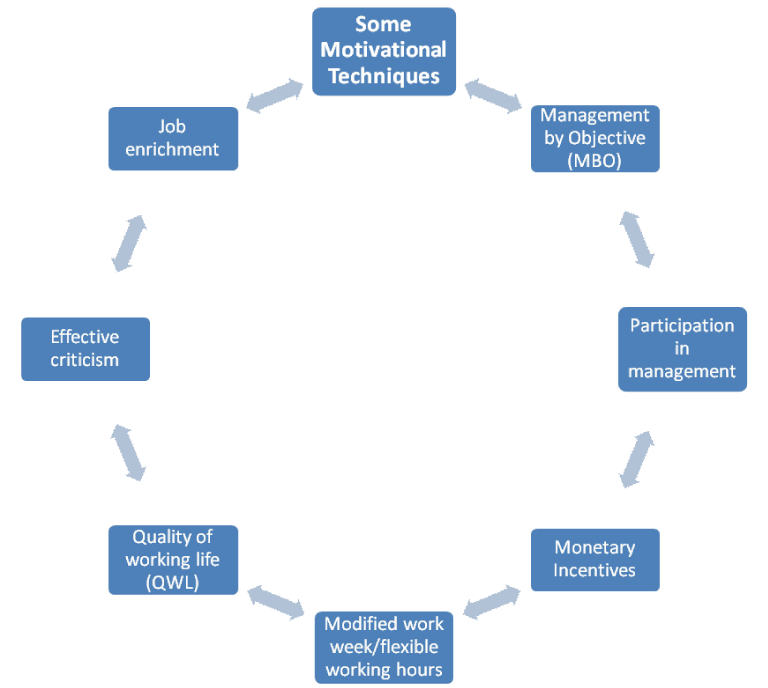 Some
Motivational
Techniques
Management
by Objective
(MBO)
Participation
in
management
Monetary
Incentives
Modified work
week/flexible
working hours
Quality of
working life
(QWL)
Effective
criticism
Job
enrichment